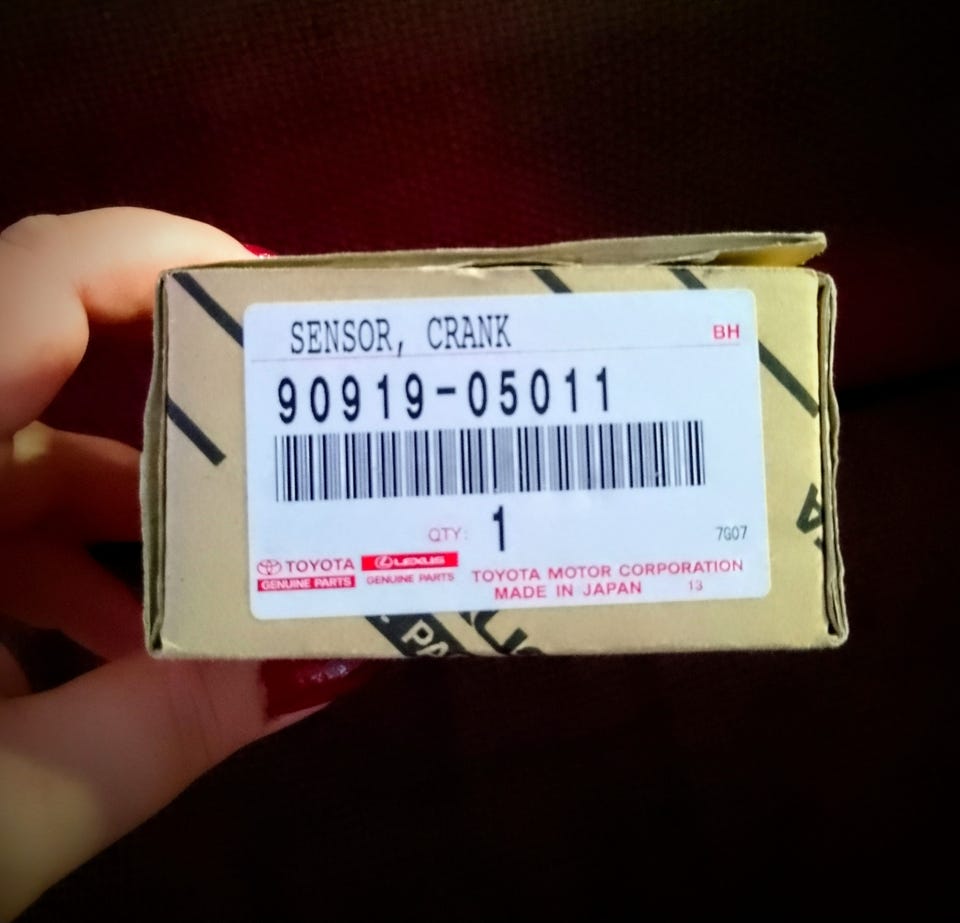 SENSOR, CRANK
BH
90919-05011
QTY: 1
7G07
TOYOTA
GENUINE PARTS
LEXUS
GENUINE PARTS
TOYOTA MOTOR CORPORATION
MADE IN JAPAN 13